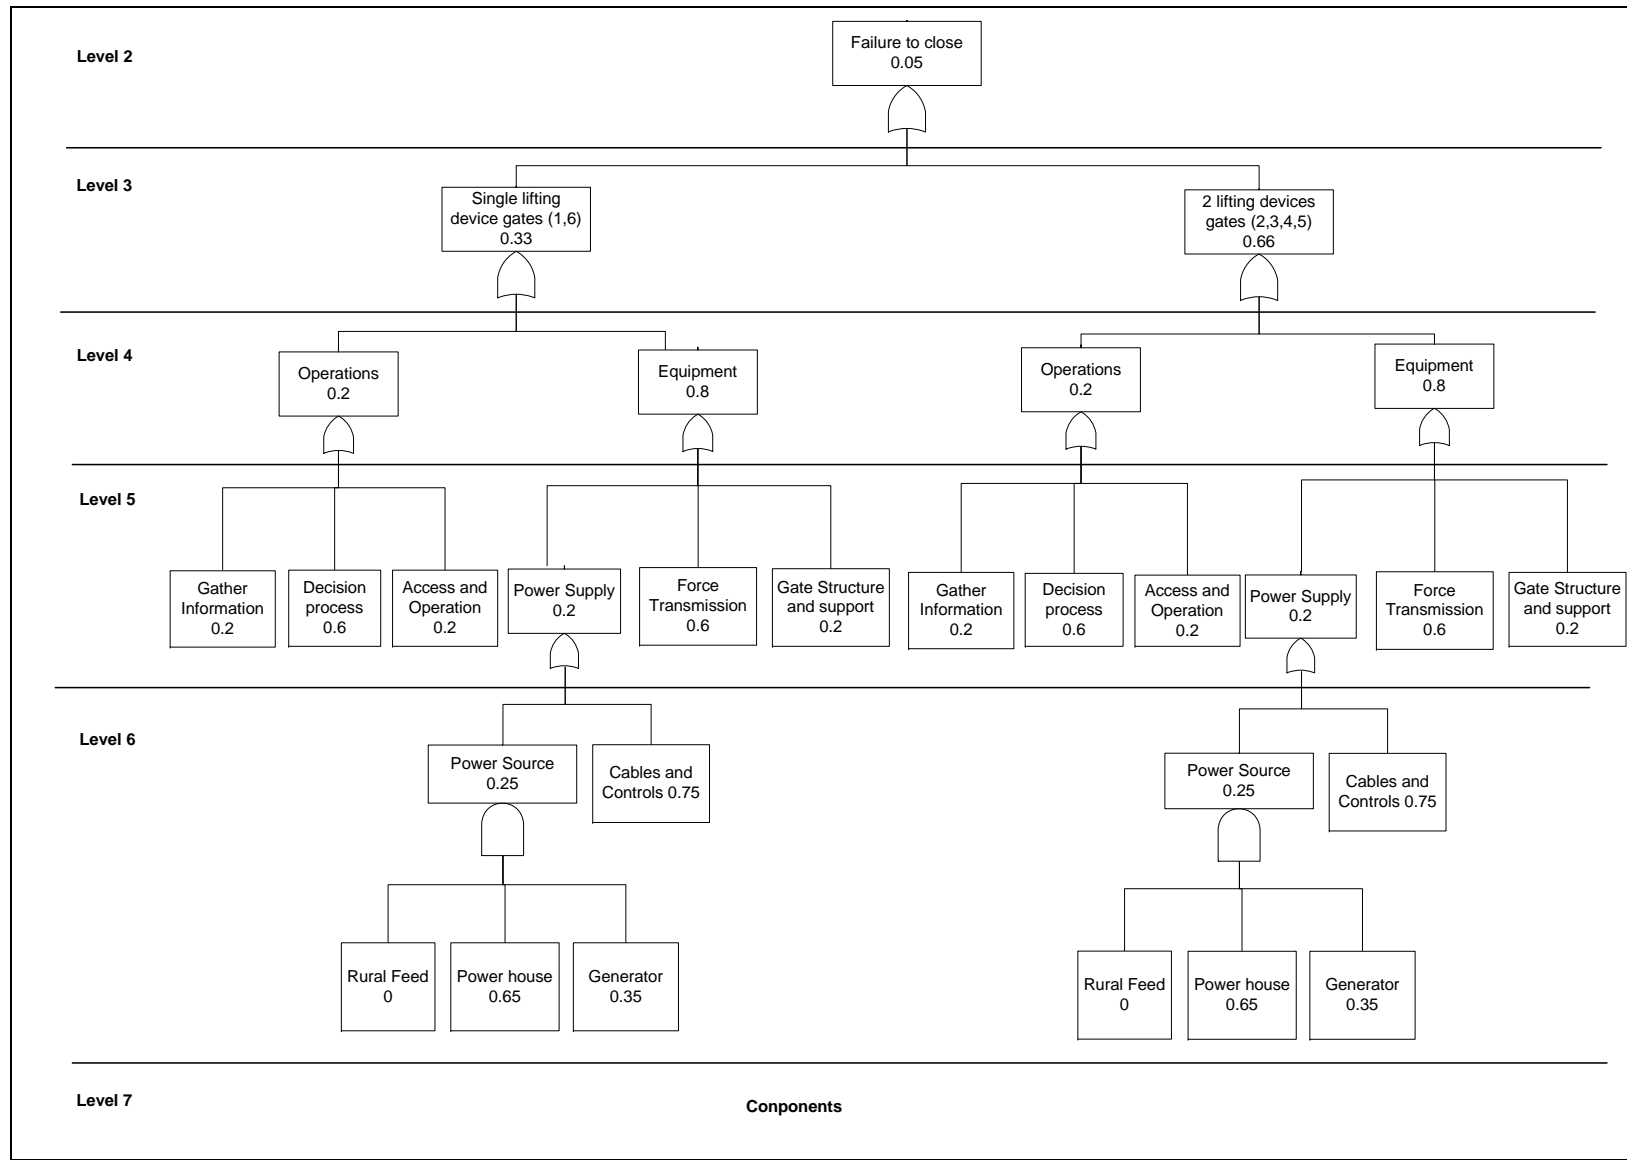 Level 2
Failure to close
0.05
Level 3
Single lifting
device gates (1,6)
0.33
2 lifting devices
gates (2,3,4,5)
0.66
Level 4
Operations
0.2
Equipment
0.8
Operations
0.2
Equipment
0.8
Level 5
Gather
Information
0.2
Decision
process
0.6
Access and
Operation
0.2
Power Supply
0.2
Force
Transmission
0.6
Gate Structure
and support
0.2
Gather
Information
0.2
Decision
process
0.6
Access and
Operation
0.2
Power Supply
0.2
Force
Transmission
0.6
Gate Structure
and support
0.2
Level 6
Power Source
0.25
Cables and
Controls 0.75
Power Source
0.25
Cables and
Controls 0.75
Rural Feed
0
Power house
0.65
Generator
0.35
Rural Feed
0
Power house
0.65
Generator
0.35
Level 7
Conponents